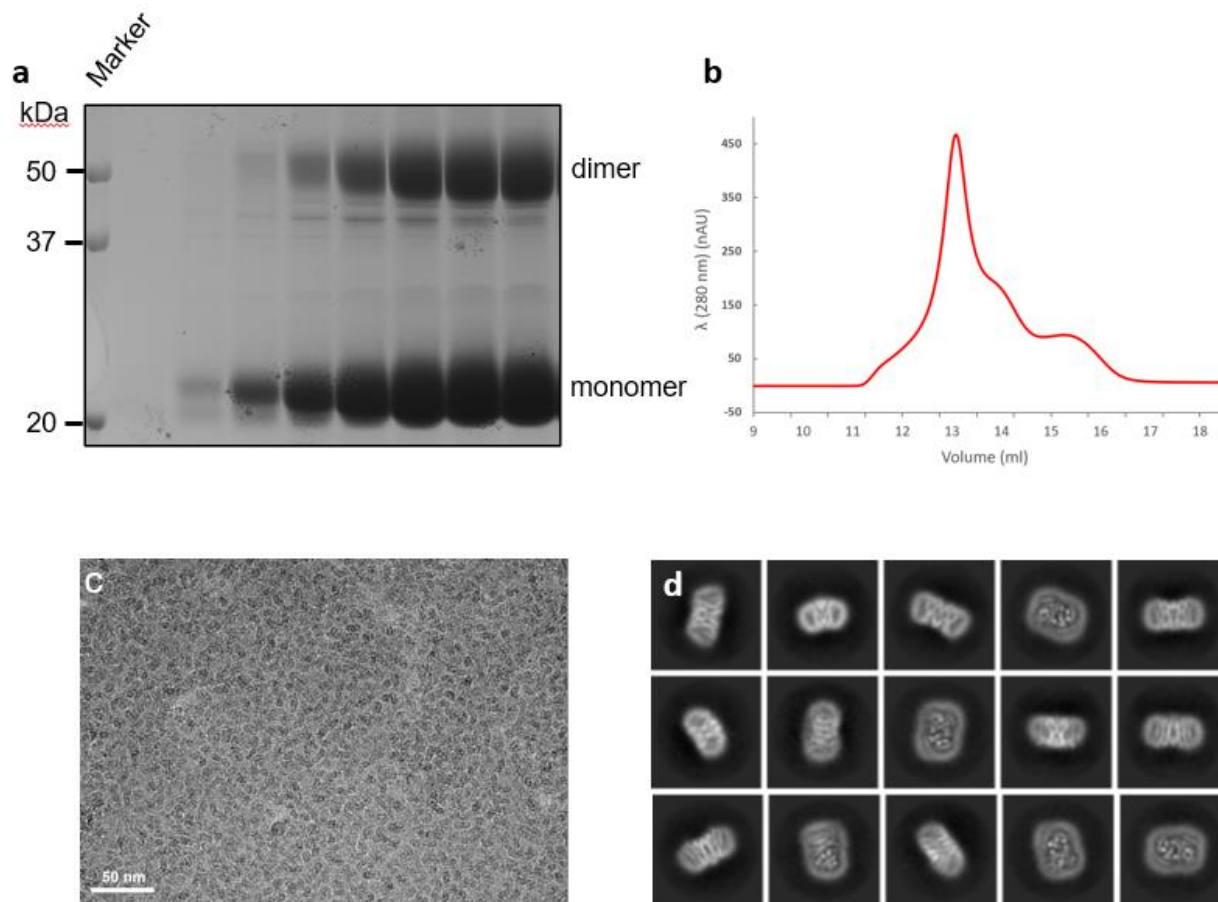 a
Marker
kDa
50
37
20
dimer
monomer
b
λ (280 nm) (nAU)
450
350
250
150
50
-50
9 10 11 12 13 14 15 16 17 18
Volume (ml)
c
50 nm
d